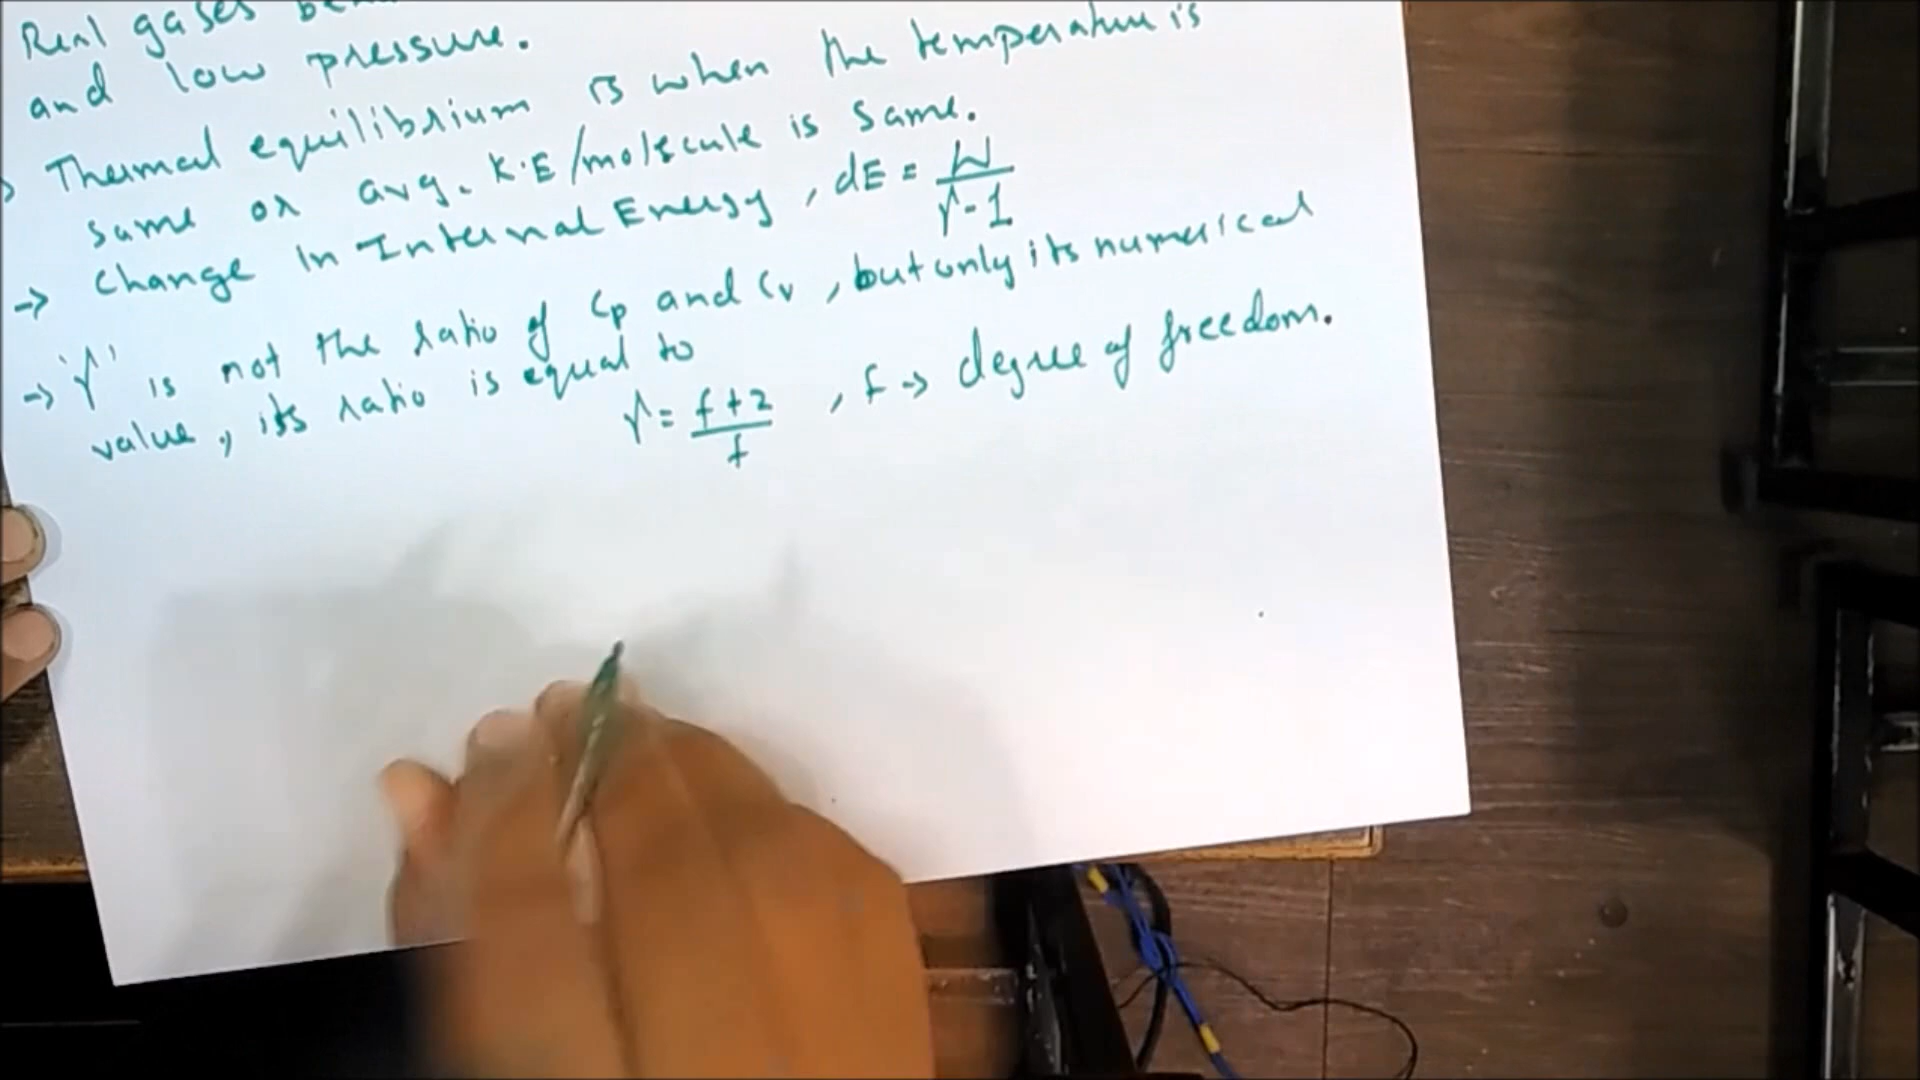 Real gases
and low pressure.
Thermal equilibrium is when the temperature is
same or avg. K.E/molecule is same.
→ Change in Internal Energy, dE = W/γ-1
→ 'γ' is not the ratio of Cp and Cv, but only its numerical
value, its ratio is equal to
γ = f+2/f , f → degree of freedom.